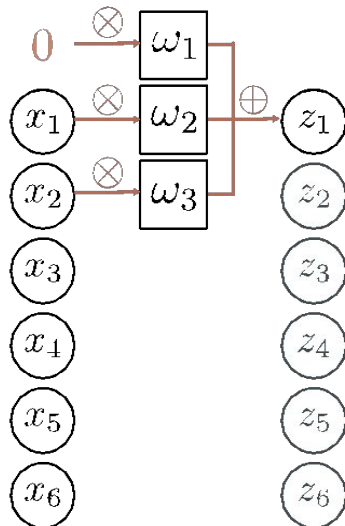 0 ⊗ ω₁
x₁ ⊗ ω₂ ⊕ z₁
x₂ ⊗ ω₃ z₂
x₃ z₃
x₄ z₄
x₅ z₅
x₆ z₆